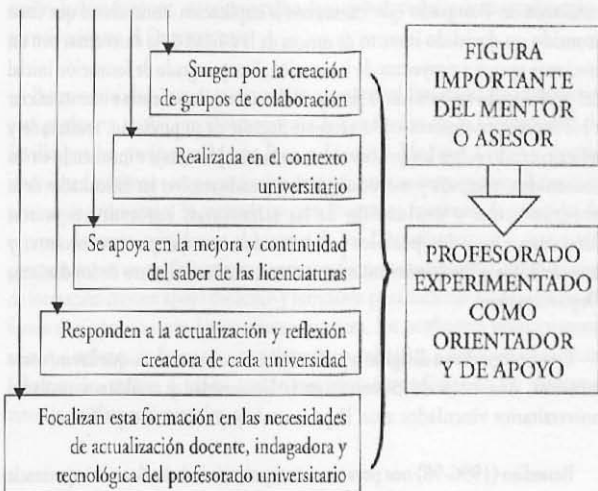 Surgen por la creación
de grupos de colaboración
Realizada en el contexto
universitario
Se apoya en la mejora y continuidad
del saber de las licenciaturas
Responden a la actualización y reflexión
creadora de cada universidad
Focalizan esta formación en las necesidades
de actualización docente, indagadora y
tecnológica del profesorado universitario
FIGURA
IMPORTANTE
DEL MENTOR
O ASESOR
PROFESORADO
EXPERIMENTADO
COMO
ORIENTADOR
Y DE APOYO